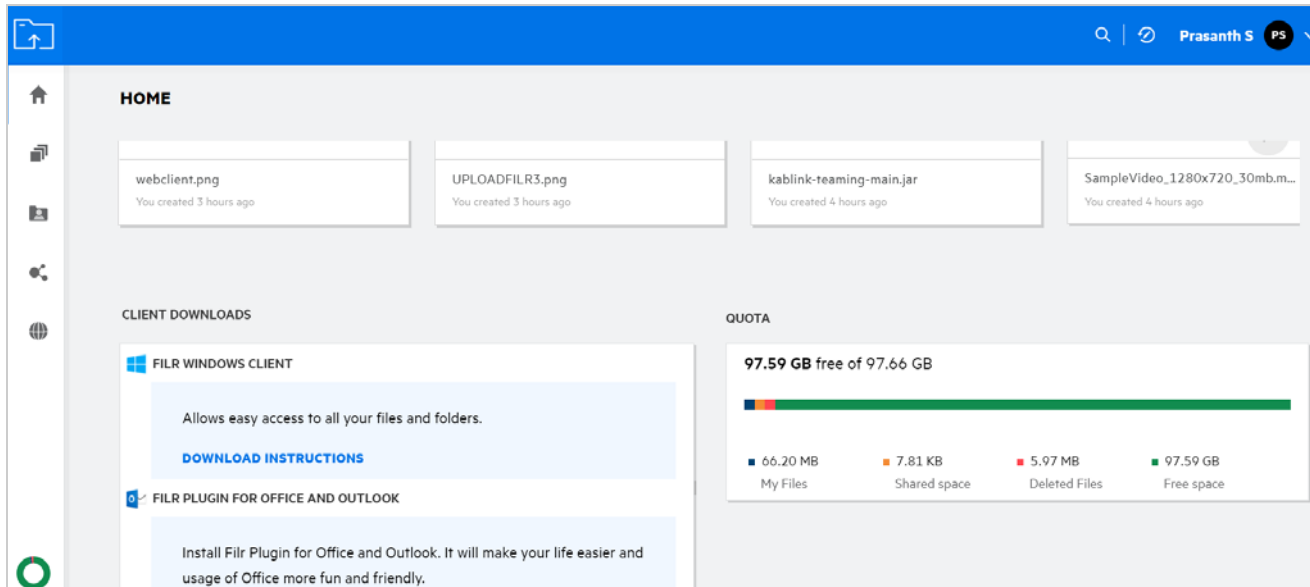 Prasanth S PS
HOME
webclient.png
You created 3 hours ago
UPLOADFILR3.png
You created 3 hours ago
kablink-teaming-main.jar
You created 4 hours ago
SampleVideo_1280x720_30mb.m...
You created 4 hours ago
CLIENT DOWNLOADS
FILR WINDOWS CLIENT
Allows easy access to all your files and folders.
DOWNLOAD INSTRUCTIONS
FILR PLUGIN FOR OFFICE AND OUTLOOK
Install Filr Plugin for Office and Outlook. It will make your life easier and
usage of Office more fun and friendly.
QUOTA
97.59 GB free of 97.66 GB
66.20 MB
My Files
7.81 KB
Shared space
5.97 MB
Deleted Files
97.59 GB
Free space